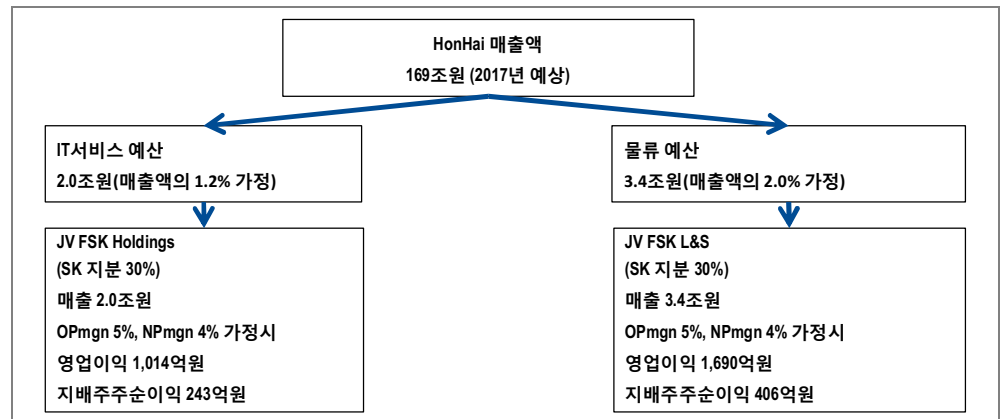 HonHai 매출액
169조원 (2017년 예상)
IT서비스 예산
2.0조원(매출액의 1.2% 가정)
물류 예산
3.4조원(매출액의 2.0% 가정)
JV FSK Holdings
(SK 지분 30%)
매출 2.0조원
OPmgn 5%, NPmgn 4% 가정시
영업이익 1,014억원
지배주주순이익 243억원
JV FSK L&S
(SK 지분 30%)
매출 3.4조원
OPmgn 5%, NPmgn 4% 가정시
영업이익 1,690억원
지배주주순이익 406억원